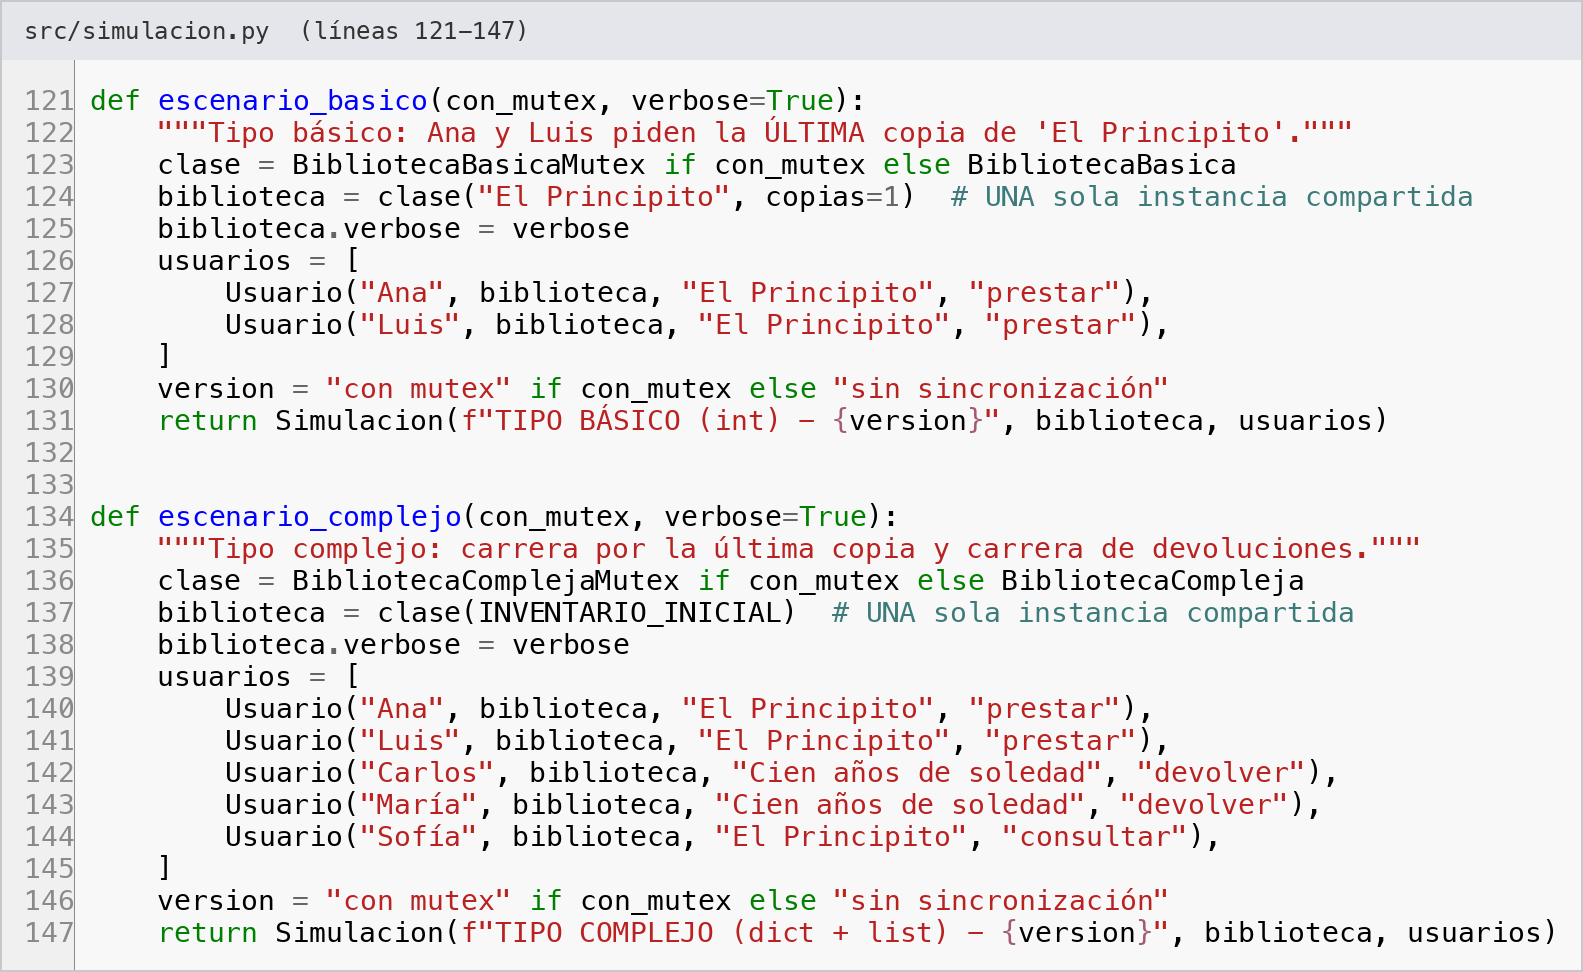 src/simulacion.py  (líneas 121–147)
121 def escenario_basico(con_mutex, verbose=True):
122     """Tipo básico: Ana y Luis piden la ÚLTIMA copia de 'El Principito'."""
123     clase = BibliotecaBasicaMutex if con_mutex else BibliotecaBasica
124     biblioteca = clase("El Principito", copias=1)  # UNA sola instancia compartida
125     biblioteca.verbose = verbose
126     usuarios = [
127         Usuario("Ana", biblioteca, "El Principito", "prestar"),
128         Usuario("Luis", biblioteca, "El Principito", "prestar"),
129     ]
130     version = "con mutex" if con_mutex else "sin sincronización"
131     return Simulacion(f"TIPO BÁSICO (int) — {version}", biblioteca, usuarios)
132
133
134 def escenario_complejo(con_mutex, verbose=True):
135     """Tipo complejo: carrera por la última copia y carrera de devoluciones."""
136     clase = BibliotecaComplejaMutex if con_mutex else BibliotecaCompleja
137     biblioteca = clase(INVENTARIO_INICIAL)  # UNA sola instancia compartida
138     biblioteca.verbose = verbose
139     usuarios = [
140         Usuario("Ana", biblioteca, "El Principito", "prestar"),
141         Usuario("Luis", biblioteca, "El Principito", "prestar"),
142         Usuario("Carlos", biblioteca, "Cien años de soledad", "devolver"),
143         Usuario("María", biblioteca, "Cien años de soledad", "devolver"),
144         Usuario("Sofía", biblioteca, "El Principito", "consultar"),
145     ]
146     version = "con mutex" if con_mutex else "sin sincronización"
147     return Simulacion(f"TIPO COMPLEJO (dict + list) — {version}", biblioteca, usuarios)